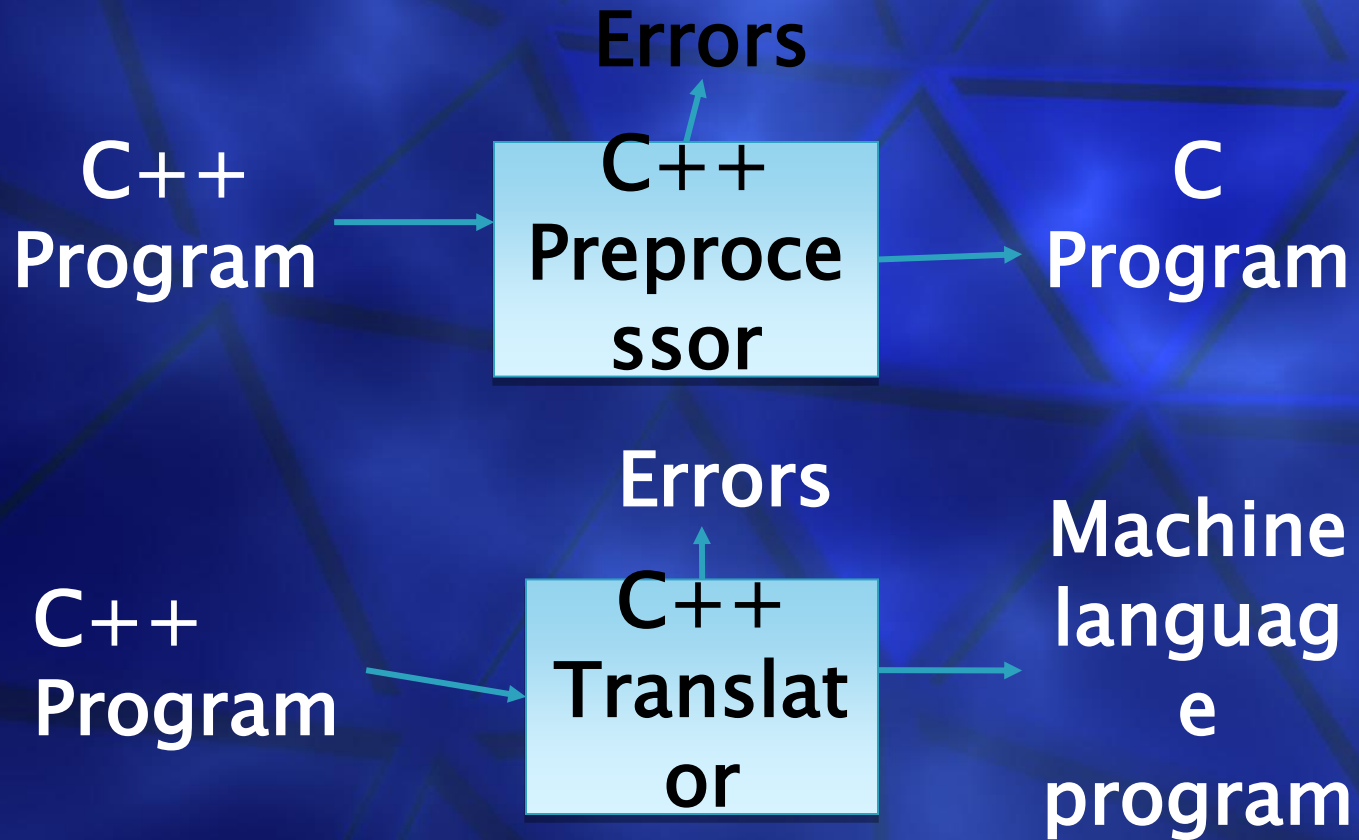 Errors
C++
Program
C++
Preproce
ssor
C
Program
Errors
C++
Program
C++
Translat
or
Machine
languag
e
program